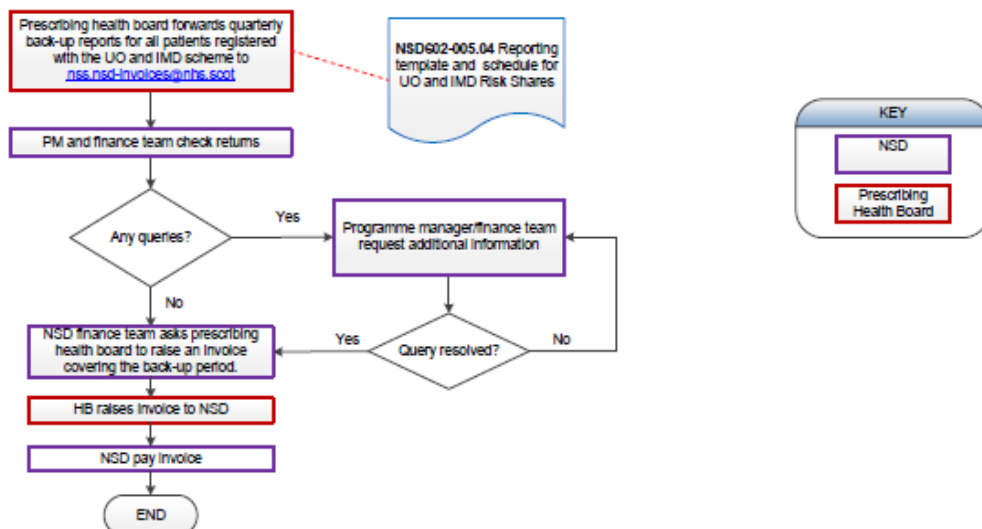 Prescribing health board forwards quarterly
back-up reports for all patients registered
with the UO and IMD scheme to
nss.nsd-invoices@nhs.scot
NSD602-005.04 Reporting
template and schedule for
UO and IMD Risk Shares
KEY
NSD
Prescribing
Health Board
PM and finance team check returns
Any queries?
Yes
Programme manager/finance team
request additional information
No
NSD finance team asks prescribing
health board to raise an invoice
covering the back-up period.
Yes
Query resolved?
No
HB raises invoice to NSD
NSD pay invoice
END